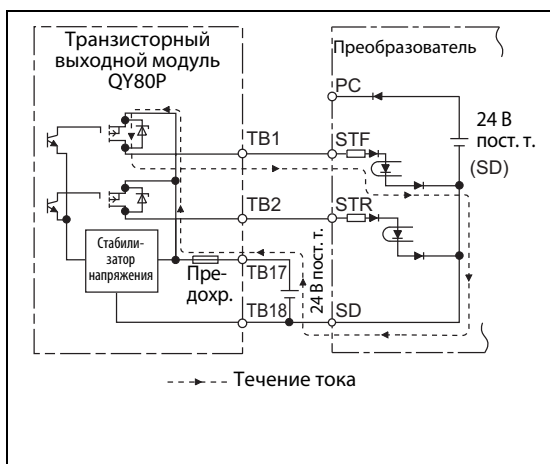 Транзисторный
выходной модуль
QY80P
Преобразователь
PC
24 В
пост. т.
(SD)
TB1
STF
TB2
STR
Стабили-
затор
напряжения
Пре-
дохр.
TB17
24 В пост. т.
TB18
SD
Течение тока